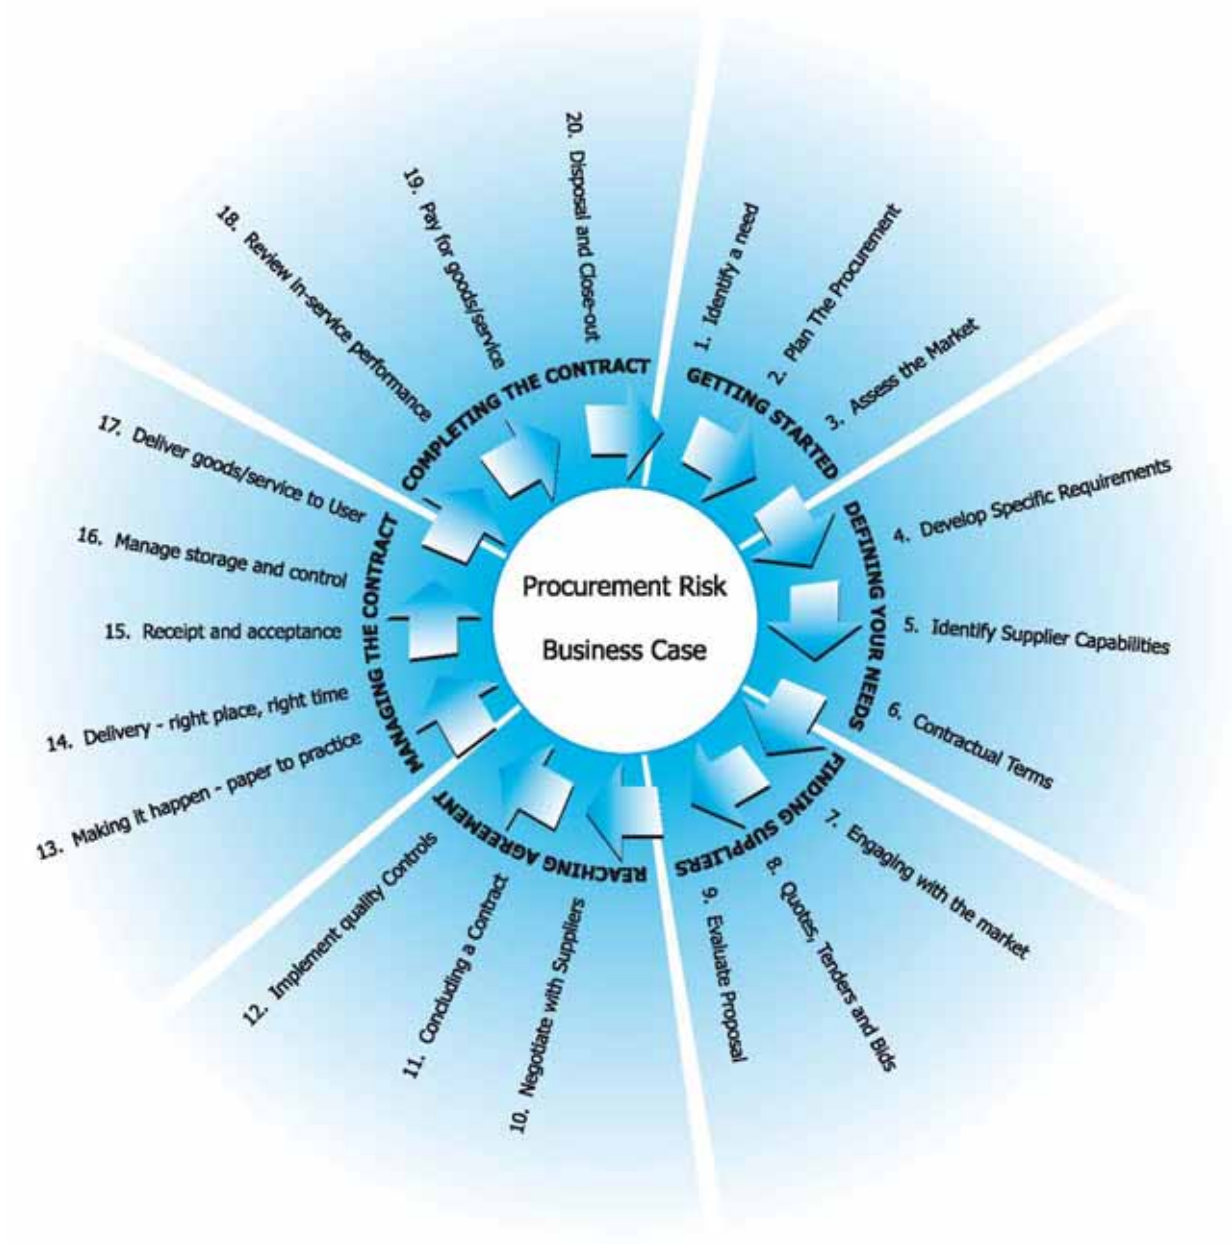 Procurement Risk
Business Case
GETTING STARTED
1. Identify a need
2. Plan The Procurement
3. Assess the Market
DEFINING YOUR NEEDS
4. Develop Specific Requirements
5. Identify Supplier Capabilities
6. Contractual Terms
FINDING SUPPLIERS
7. Engaging with the market
8. Quotes, Tenders and Bids
9. Evaluate Proposal
REACHING AGREEMENT
10. Negotiate with Suppliers
11. Concluding a Contract
12. Implement quality Controls
MANAGING THE CONTRACT
13. Making it happen - paper to practice
14. Delivery - right place, right time
15. Receipt and acceptance
16. Manage storage and control
17. Deliver goods/service to User
COMPLETING THE CONTRACT
18. Review in-service performance
19. Pay for goods/service
20. Disposal and Close-out